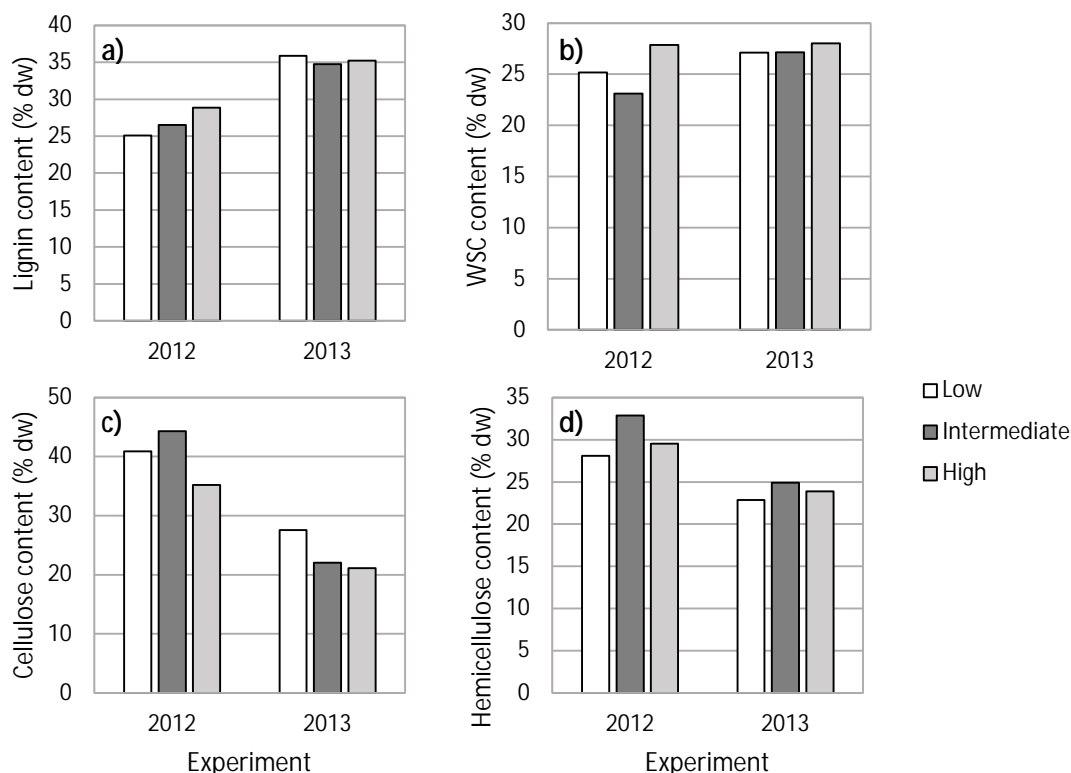 a)
Lignin content (% dw)
40
35
30
25
20
15
10
5
0
2012
2013
b)
WSC content (% dw)
30
25
20
15
10
5
0
2012
2013
c)
Cellulose content (% dw)
50
40
30
20
10
0
2012
2013
Experiment
d)
Hemicellulose content (% dw)
35
30
25
20
15
10
5
0
2012
2013
Experiment
Low
Intermediate
High